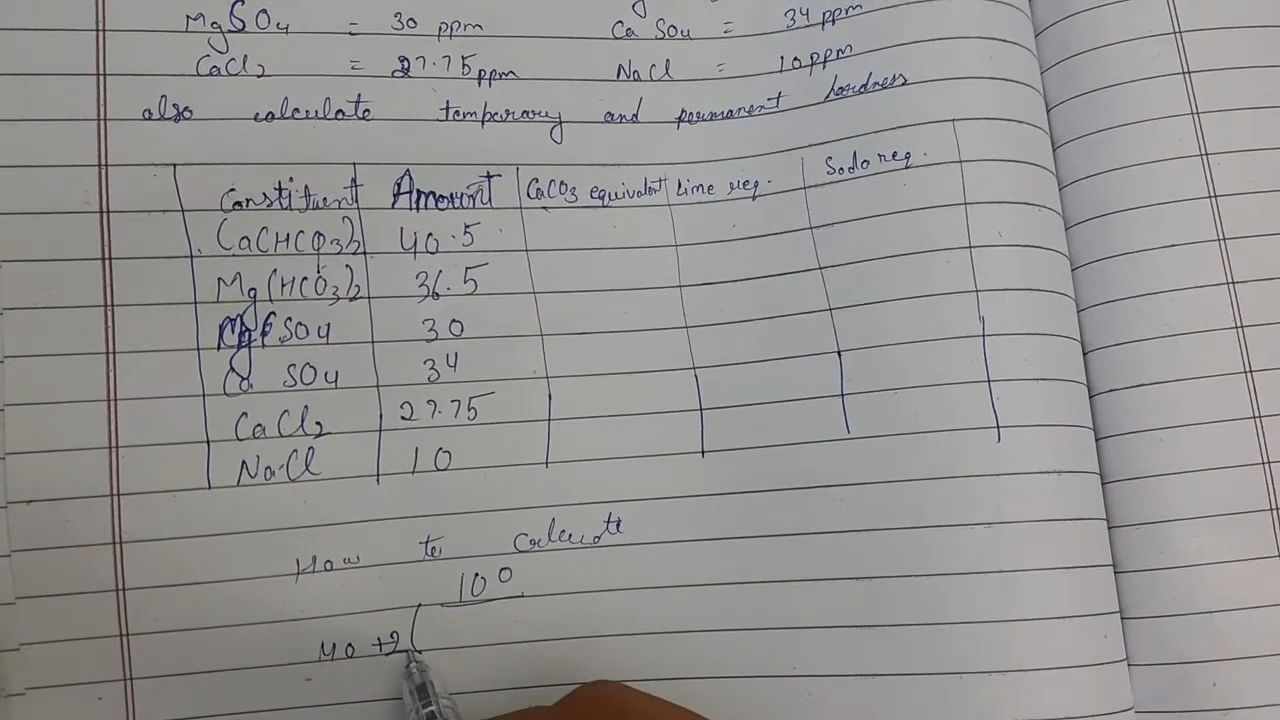 MgSO4 = 30 ppm CaSO4 = 34 ppm
CaCl2 = 27.75 ppm NaCl = 10 ppm
also calculate temperary and permanent hardness
Constituent Amount CaCO3 equivalent Lime req. Soda req.
Ca(HCO3)2 40.5
Mg(HCO3)2 36.5
MgSO4 30
CaSO4 34
CaCl2 27.75
NaCl 10
How to calculate
100
40 +2(